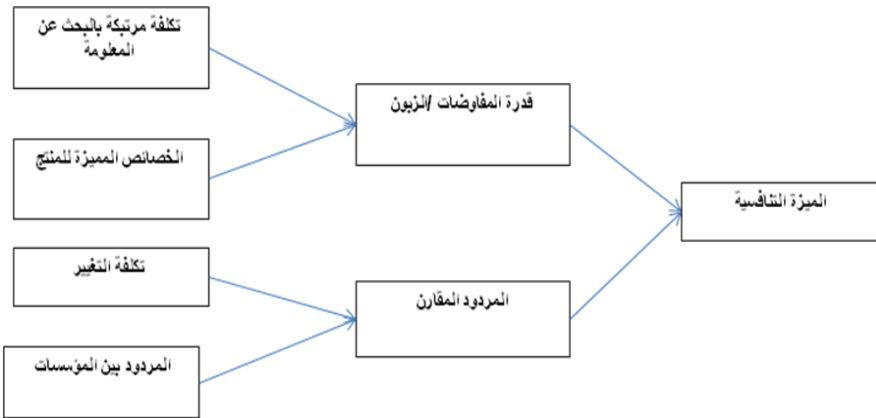 تكلفة مرتبكة بالبحث عن
المعلومة
قدرة المفاوضات /الزبون
الخصائص المميزة للمنتج
الميزة التنافسية
تكلفة التغيير
المردود المقارن
المردود بين المؤسسات